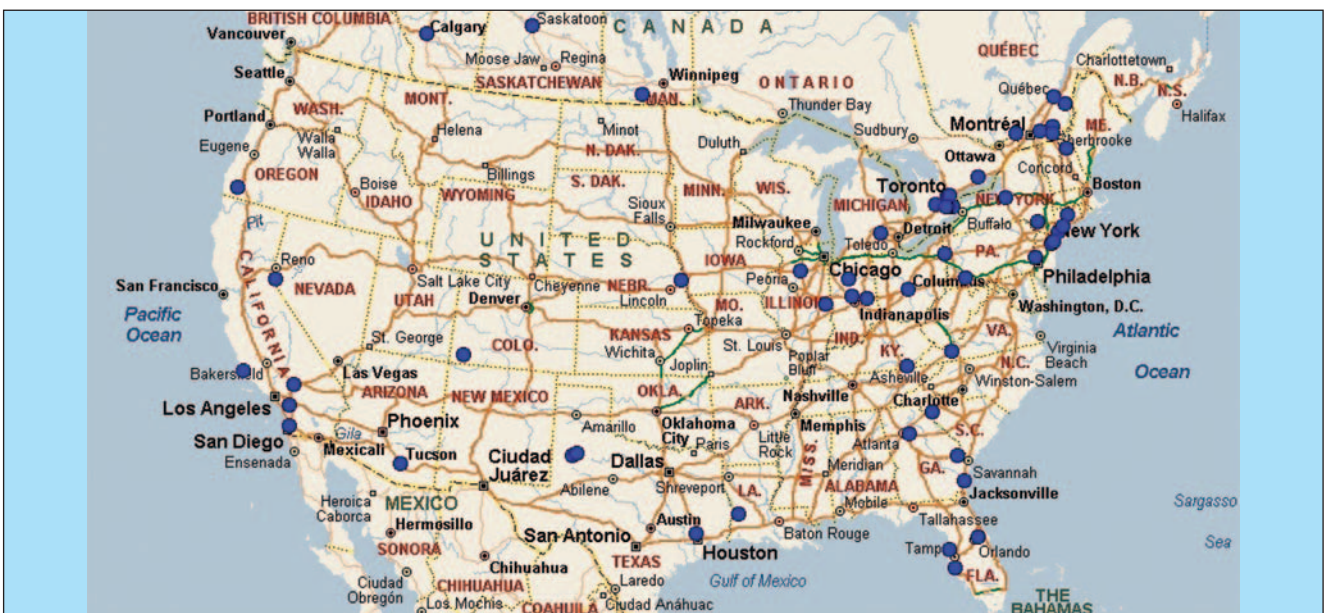 BRITISH COLUMBIA
Saskatoon
CANADA
Calgary
Vancouver
QUÉBEC
Moose Jaw
Regina
Charlottetown
Seattle
SASKATCHEWAN
Winnipeg
ONTARIO
N.B.
N.S.
MONT.
MAN.
Québec
WASH.
Thunder Bay
Halifax
Portland
Helena
Minot
Sudbury
Montréal
ME.
Walla
Walla
Duluth
Sherbrooke
Eugene
N. DAK.
Ottawa
Billings
Concord
OREGON
Boise
S. DAK.
MINN.
WIS.
Toronto
Boston
IDAHO
WYOMING
Sioux
Falls
MICHIGAN
NEW YORK
Pit
Milwaukee
Buffalo
UNITED
STATES
Rockford
Detroit
New York
Toledo
PA.
Reno
IOWA
CALIFORNIA
Salt Lake City
Cheyenne
NEBR.
Peoria
Chicago
Philadelphia
San Francisco
NEVADA
UTAH
Lincoln
Columbus
Denver
MO.
ILLINOIS
Indianapolis
Washington, D.C.
Pacific
Ocean
KANSAS
Topeka
IND.
VA.
Atlantic
Ocean
St. George
COLO.
St. Louis
Virginia
Beach
Wichita
KY.
N.C.
Bakersfield
Las Vegas
Joplin
Poplar
Bluff
Asheville
Winston-Salem
ARIZONA
NEW MEXICO
OKLA.
Nashville
Charlotte
Los Angeles
ARK.
Phoenix
Amarillo
Oklahoma
City
Memphis
San Diego
Gila
Paris
Little
Rock
Atlanta
S.C.
Ensenada
Mexicali
Tucson
Ciudad
Juárez
Dallas
MISS.
Meridian
GA.
Savannah
Abilene
Shreveport
LA.
ALABAMA
Heroica
Caborca
MEXICO
Jacksonville
Mobile
Sargasso
Sea
Hermosillo
Austin
Tallahassee
SONORA
San Antonio
Baton Rouge
Houston
Tampa
Orlando
Chihuahua
TEXAS
Ciudad
Obregón
CHIHUAHUA
Laredo
Gulf of Mexico
FLA.
Los Mochis
COAHUILA
Ciudad Anáhuac
THE
BAHAMAS